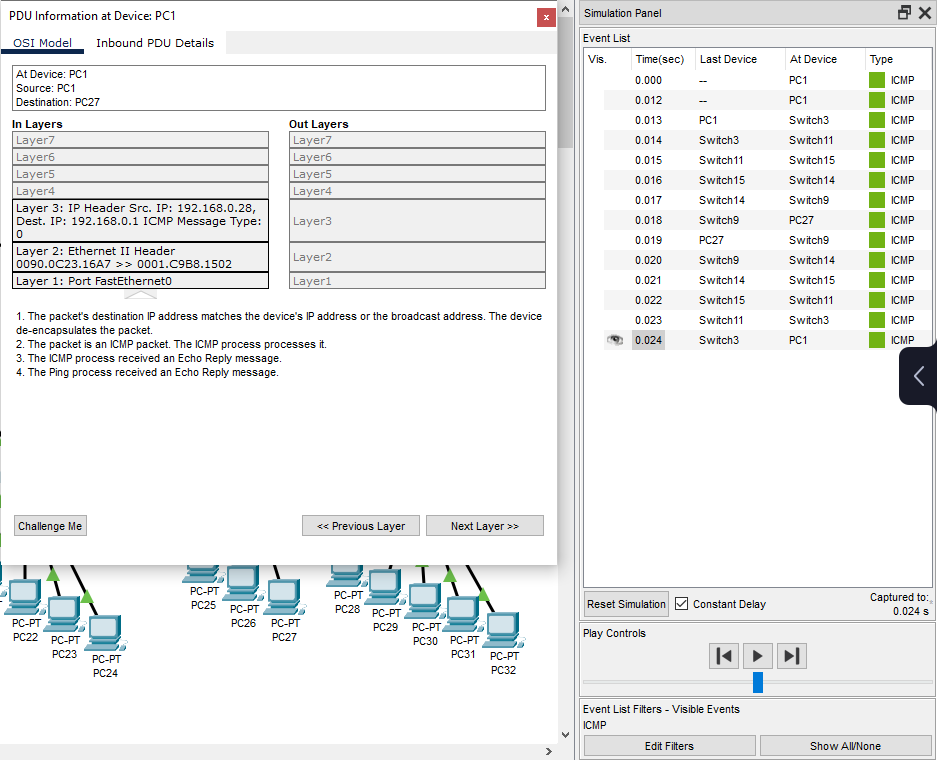 PDU Information at Device: PC1
x
OSI Model Inbound PDU Details
At Device: PC1
Source: PC1
Destination: PC27
In Layers Out Layers
Layer7 Layer7
Layer6 Layer6
Layer5 Layer5
Layer4 Layer4
Layer 3: IP Header Src. IP: 192.168.0.28,
Dest. IP: 192.168.0.1 ICMP Message Type:
0
Layer3
Layer 2: Ethernet II Header
0090.0C23.16A7 >> 0001.C9B8.1502
Layer2
Layer 1: Port FastEthernet0 Layer1
1. The packet's destination IP address matches the device's IP address or the broadcast address. The device
de-encapsulates the packet.
2. The packet is an ICMP packet. The ICMP process processes it.
3. The ICMP process received an Echo Reply message.
4. The Ping process received an Echo Reply message.
Challenge Me << Previous Layer Next Layer >>
PC-PT
PC22
PC-PT
PC23
PC-PT
PC24
PC-PT
PC25
PC-PT
PC26
PC-PT
PC27
PC-PT
PC28
PC-PT
PC29
PC-PT
PC30
PC-PT
PC31
PC-PT
PC32
Simulation Panel
Event List
Vis. Time(sec) Last Device At Device Type
0.000 -- PC1 ICMP
0.012 -- PC1 ICMP
0.013 PC1 Switch3 ICMP
0.014 Switch3 Switch11 ICMP
0.015 Switch11 Switch15 ICMP
0.016 Switch15 Switch14 ICMP
0.017 Switch14 Switch9 ICMP
0.018 Switch9 PC27 ICMP
0.019 PC27 Switch9 ICMP
0.020 Switch9 Switch14 ICMP
0.021 Switch14 Switch15 ICMP
0.022 Switch15 Switch11 ICMP
0.023 Switch11 Switch3 ICMP
0.024 Switch3 PC1 ICMP
Reset Simulation Constant Delay
Captured to:
0.024 s
Play Controls
Event List Filters - Visible Events
ICMP
Edit Filters Show All/None